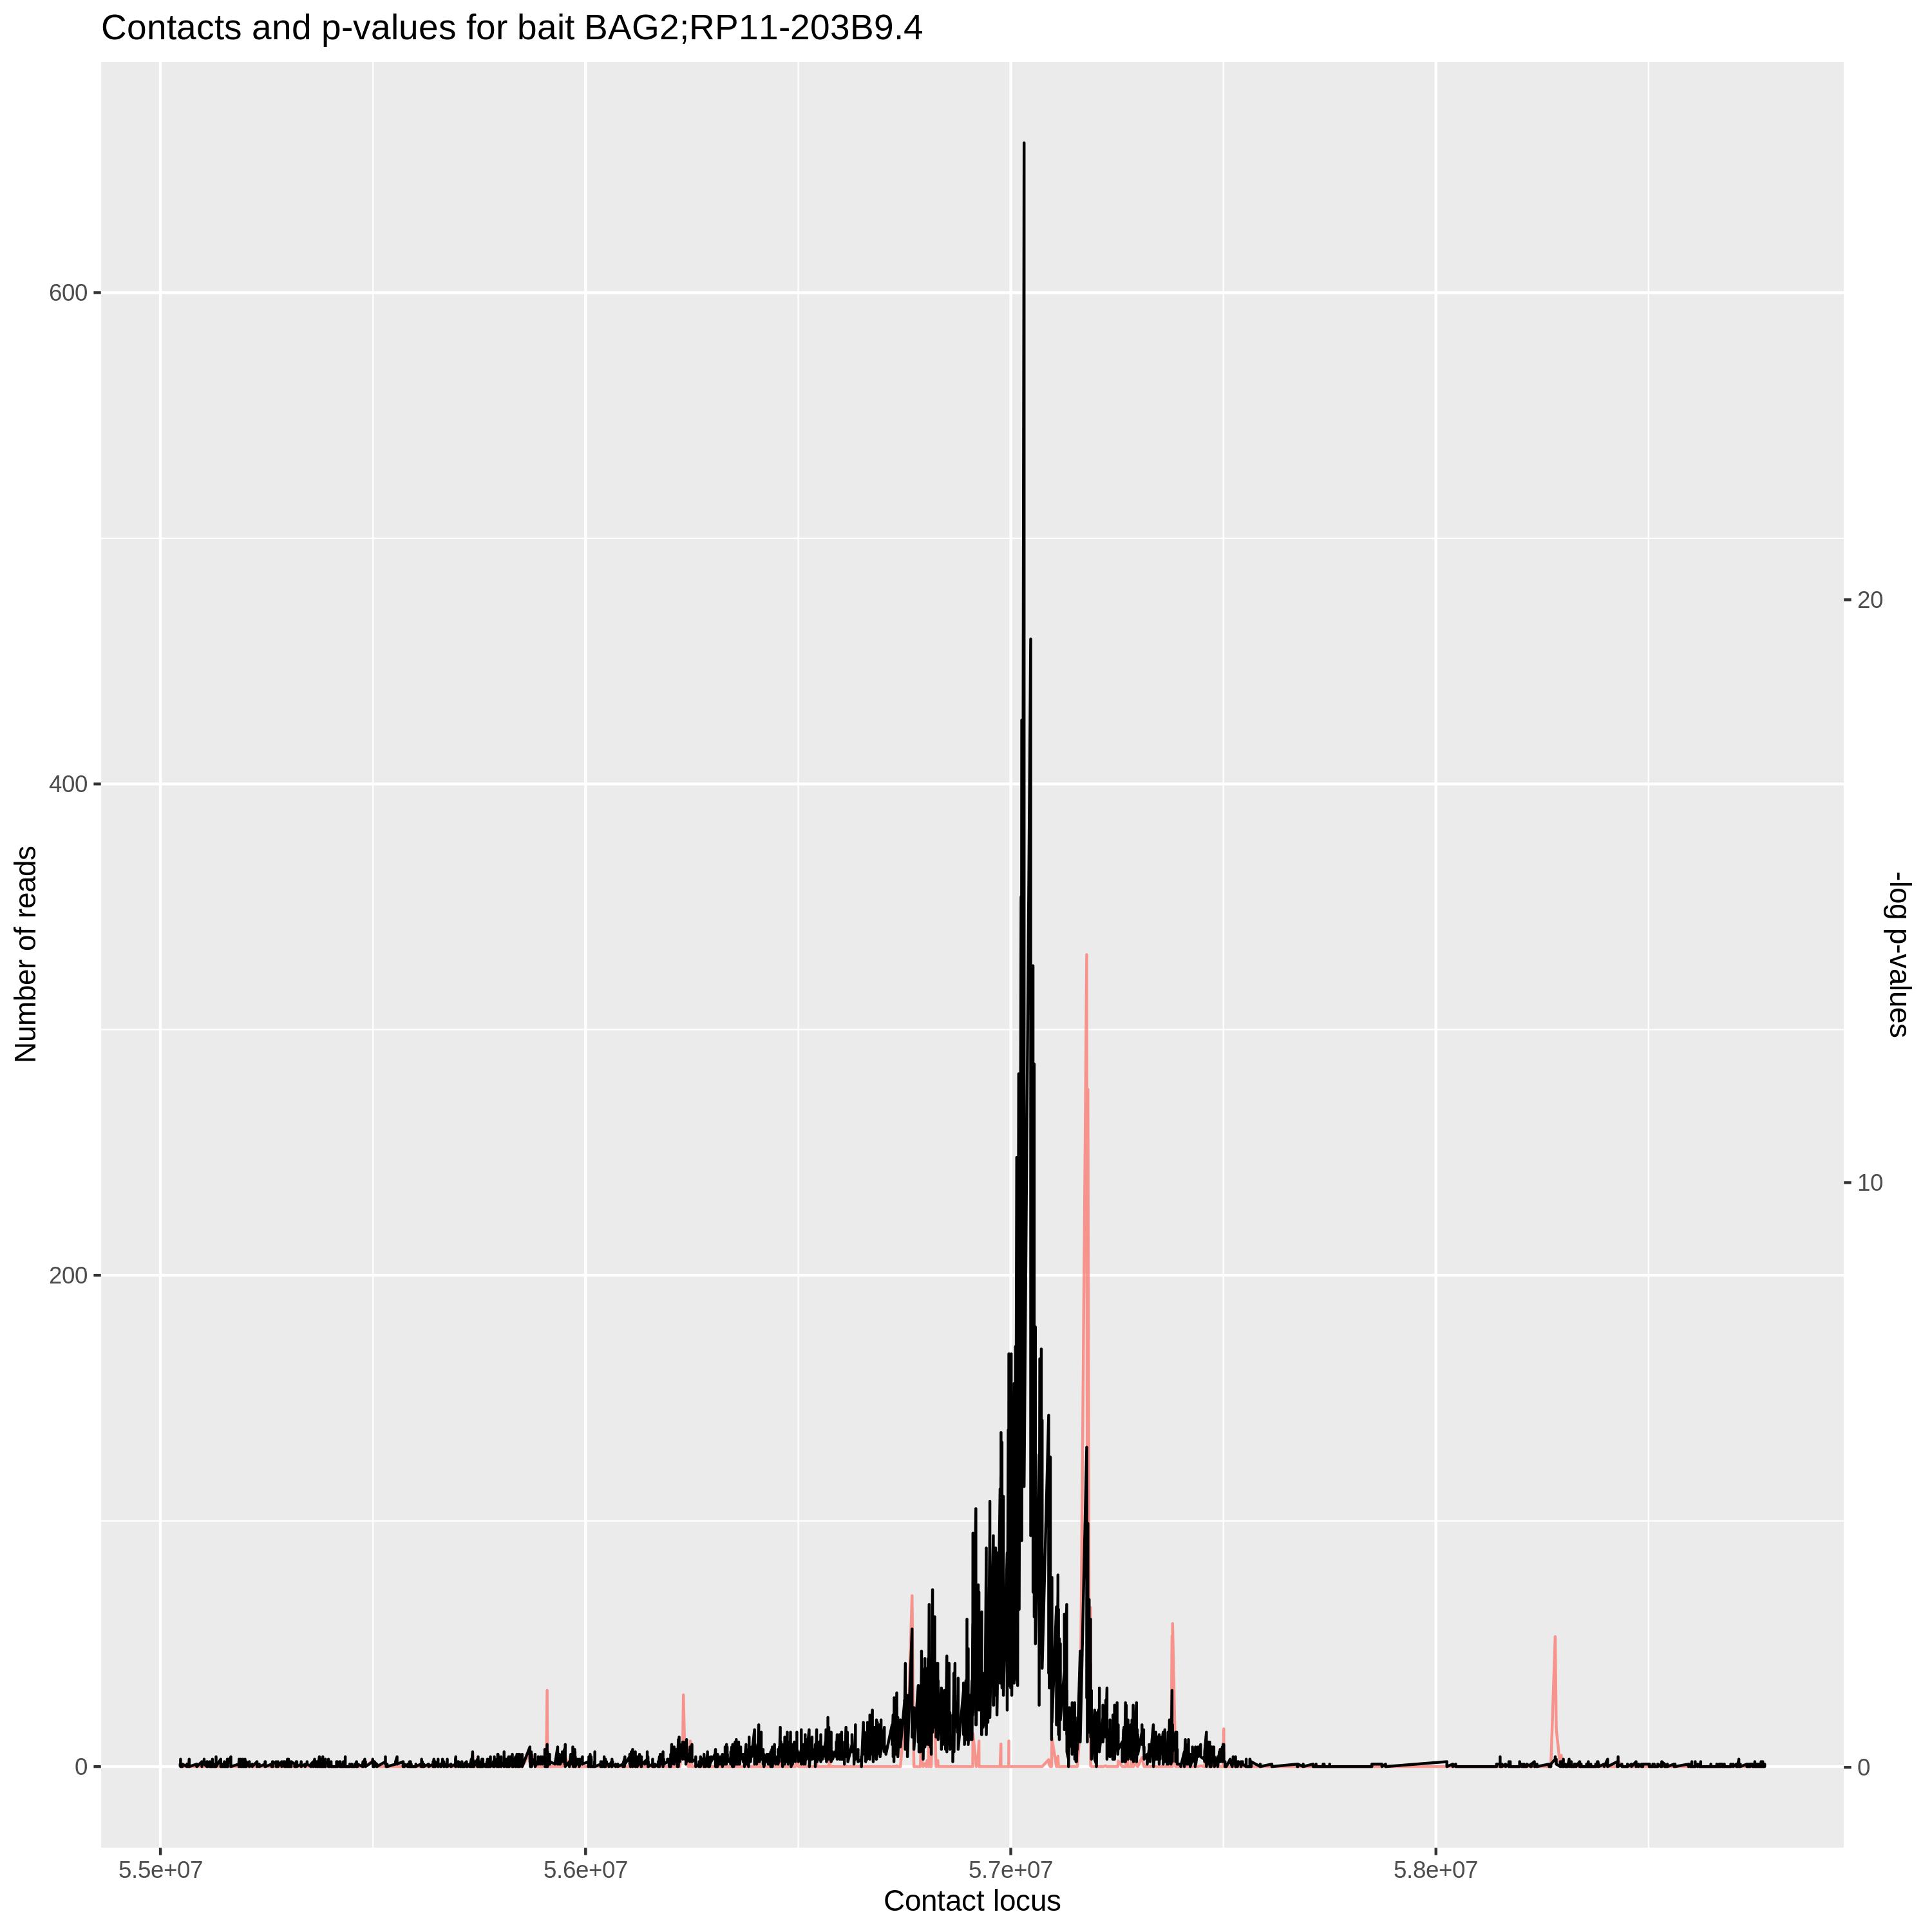 Contacts and p-values for bait BAG2;RP11-203B9.4
Number of reads
600
400
200
0
20
10
0
-log p-values
5.5e+07
5.6e+07
5.7e+07
5.8e+07
Contact locus